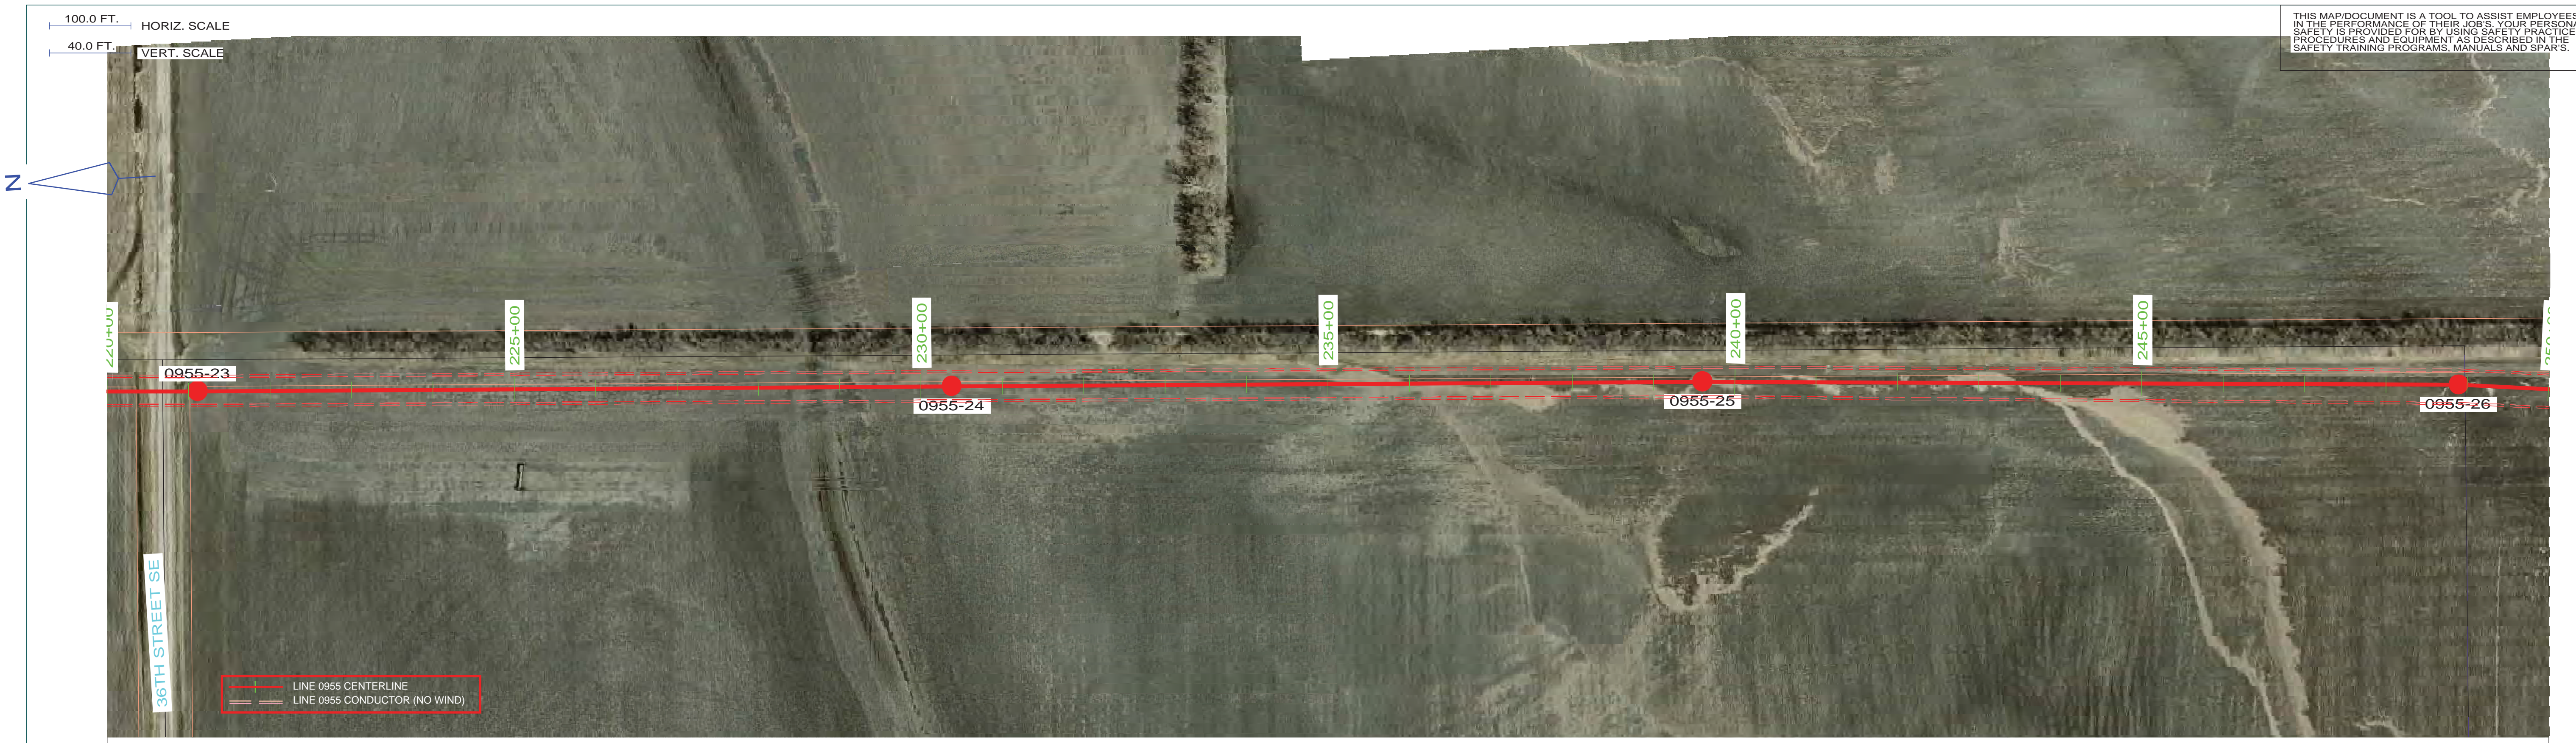 100.0 FT.
HORIZ. SCALE
40.0 FT.
VERT. SCALE
THIS MAP/DOCUMENT IS A TOOL TO ASSIST EMPLOYEES
IN THE PERFORMANCE OF THEIR JOB'S. YOUR PERSONA
SAFETY IS PROVIDED FOR BY USING SAFETY PRACTICE
PROCEDURES AND EQUIPMENT AS DESCRIBED IN THE
SAFETY TRAINING PROGRAMS, MANUALS AND SPAR'S.
N
220+00
225+00
230+00
235+00
240+00
245+00
0955-23
0955-24
0955-25
0955-26
36TH STREET SE
LINE 0955 CENTERLINE
LINE 0955 CONDUCTOR (NO WIND)